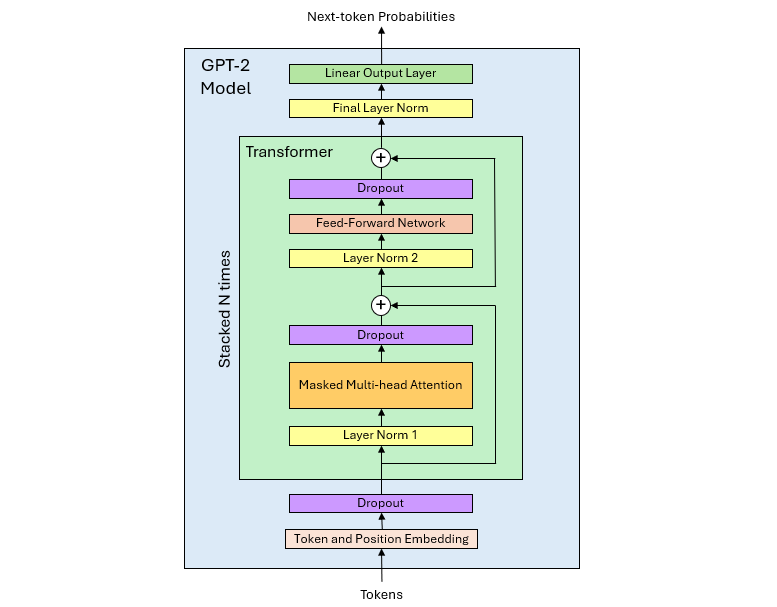 Next-token Probabilities
GPT-2
Model
Linear Output Layer
Final Layer Norm
Transformer
+
Dropout
Feed-Forward Network
Layer Norm 2
Stacked N times
+
Dropout
Masked Multi-head Attention
Layer Norm 1
Dropout
Token and Position Embedding
Tokens